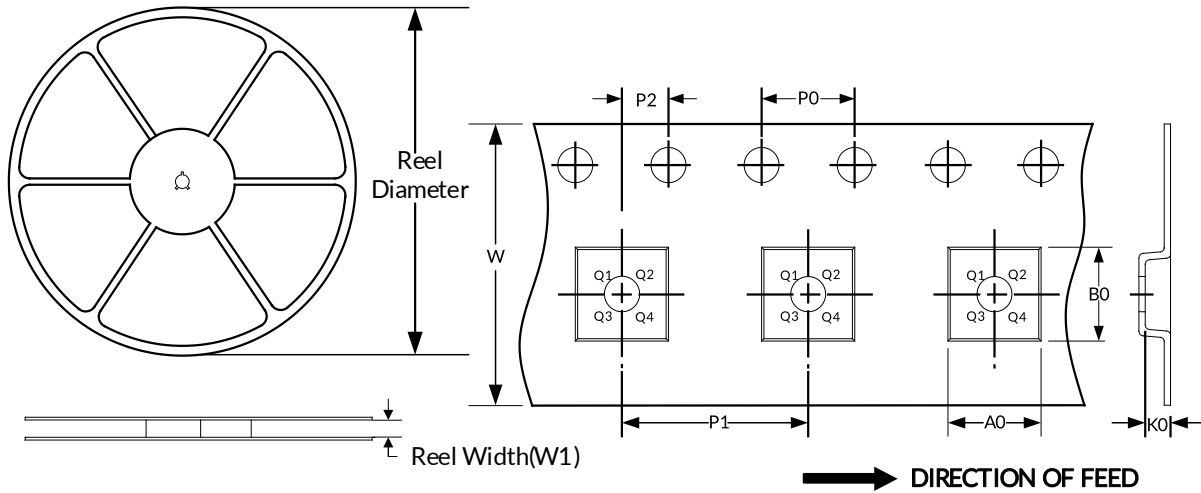 P2
P0
Reel
Diameter
W
Q1 Q2
Q3 Q4
Q1 Q2
Q3 Q4
Q1 Q2
Q3 Q4
B0
P1
A0
K0
Reel Width(W1)
DIRECTION OF FEED